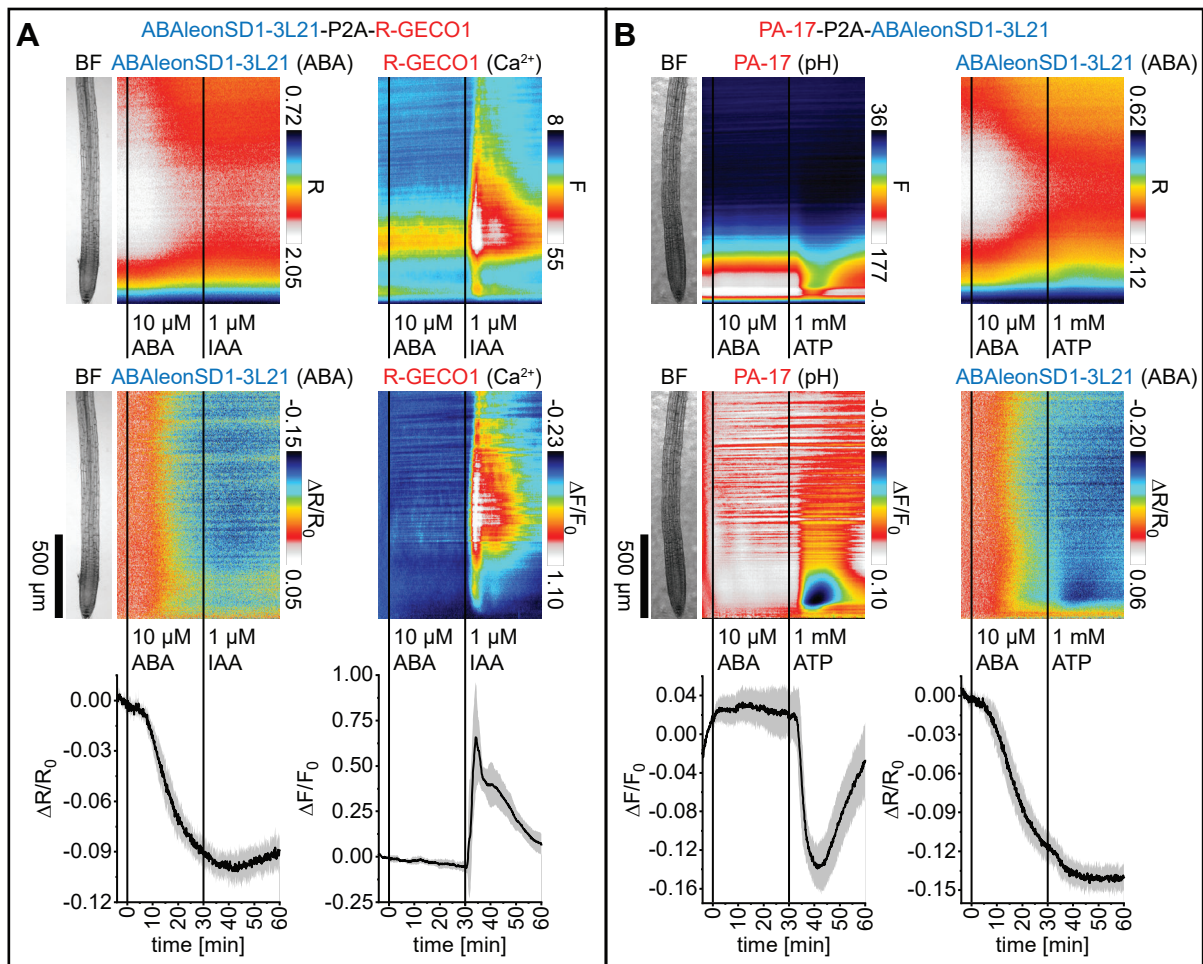 A
ABAleonSD1-3L21-P2A-R-GECO1
BF ABAleonSD1-3L21 (ABA)
R-GECO1 (Ca²⁺)
0.72
R
2.05
8
F
55
10 µM
ABA
1 µM
IAA
10 µM
ABA
1 µM
IAA
BF ABAleonSD1-3L21 (ABA)
R-GECO1 (Ca²⁺)
500 µm
-0.15
ΔR/R₀
0.05
-0.23
ΔF/F₀
1.10
10 µM
ABA
1 µM
IAA
10 µM
ABA
1 µM
IAA
ΔR/R₀
0.00
-0.03
-0.06
-0.09
-0.12
0 10 20 30 40 50 60
time [min]
ΔF/F₀
1.00
0.75
0.50
0.25
0.00
-0.25
0 10 20 30 40 50 60
time [min]
B
PA-17-P2A-ABAleonSD1-3L21
BF
PA-17 (pH)
ABAleonSD1-3L21 (ABA)
36
F
177
0.62
R
2.12
10 µM
ABA
1 mM
ATP
10 µM
ABA
1 mM
ATP
BF
PA-17 (pH)
ABAleonSD1-3L21 (ABA)
500 µm
-0.38
ΔF/F₀
0.10
-0.20
ΔR/R₀
0.06
10 µM
ABA
1 mM
ATP
10 µM
ABA
1 mM
ATP
ΔF/F₀
0.04
0.00
-0.04
-0.08
-0.12
-0.16
0 10 20 30 40 50 60
time [min]
ΔR/R₀
0.00
-0.03
-0.06
-0.09
-0.12
-0.15
0 10 20 30 40 50 60
time [min]